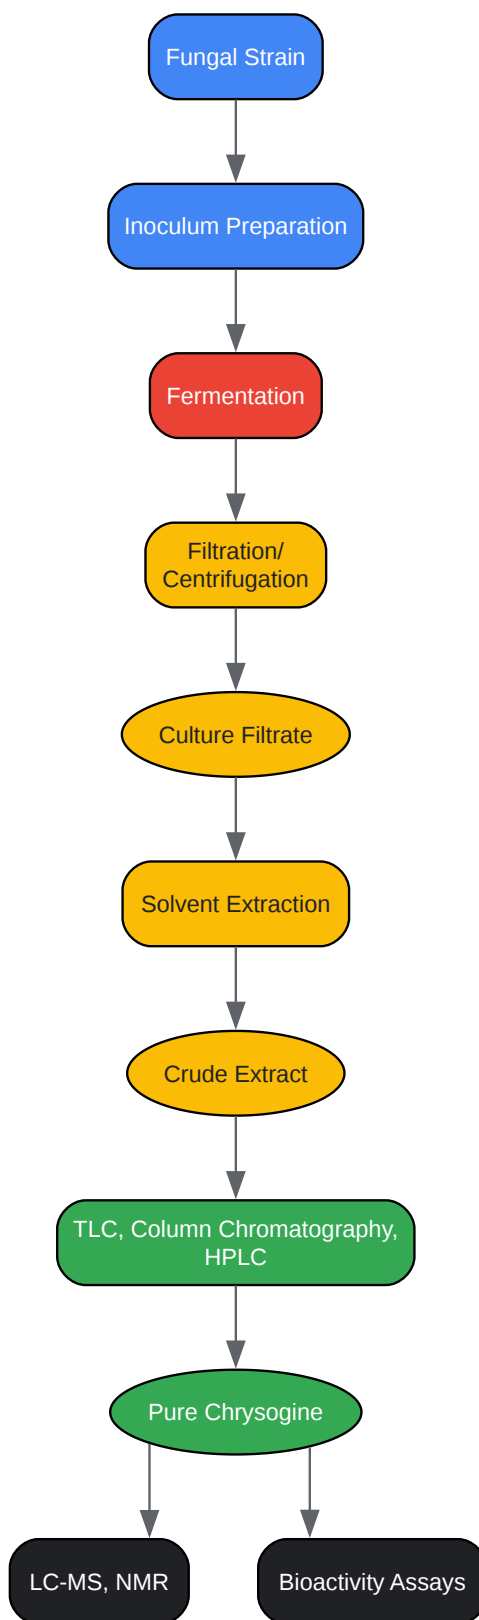 Fungal Strain
Inoculum Preparation
Fermentation
Filtration/
Centrifugation
Culture Filtrate
Solvent Extraction
Crude Extract
TLC, Column Chromatography,
HPLC
Pure Chrysogine
LC-MS, NMR
Bioactivity Assays